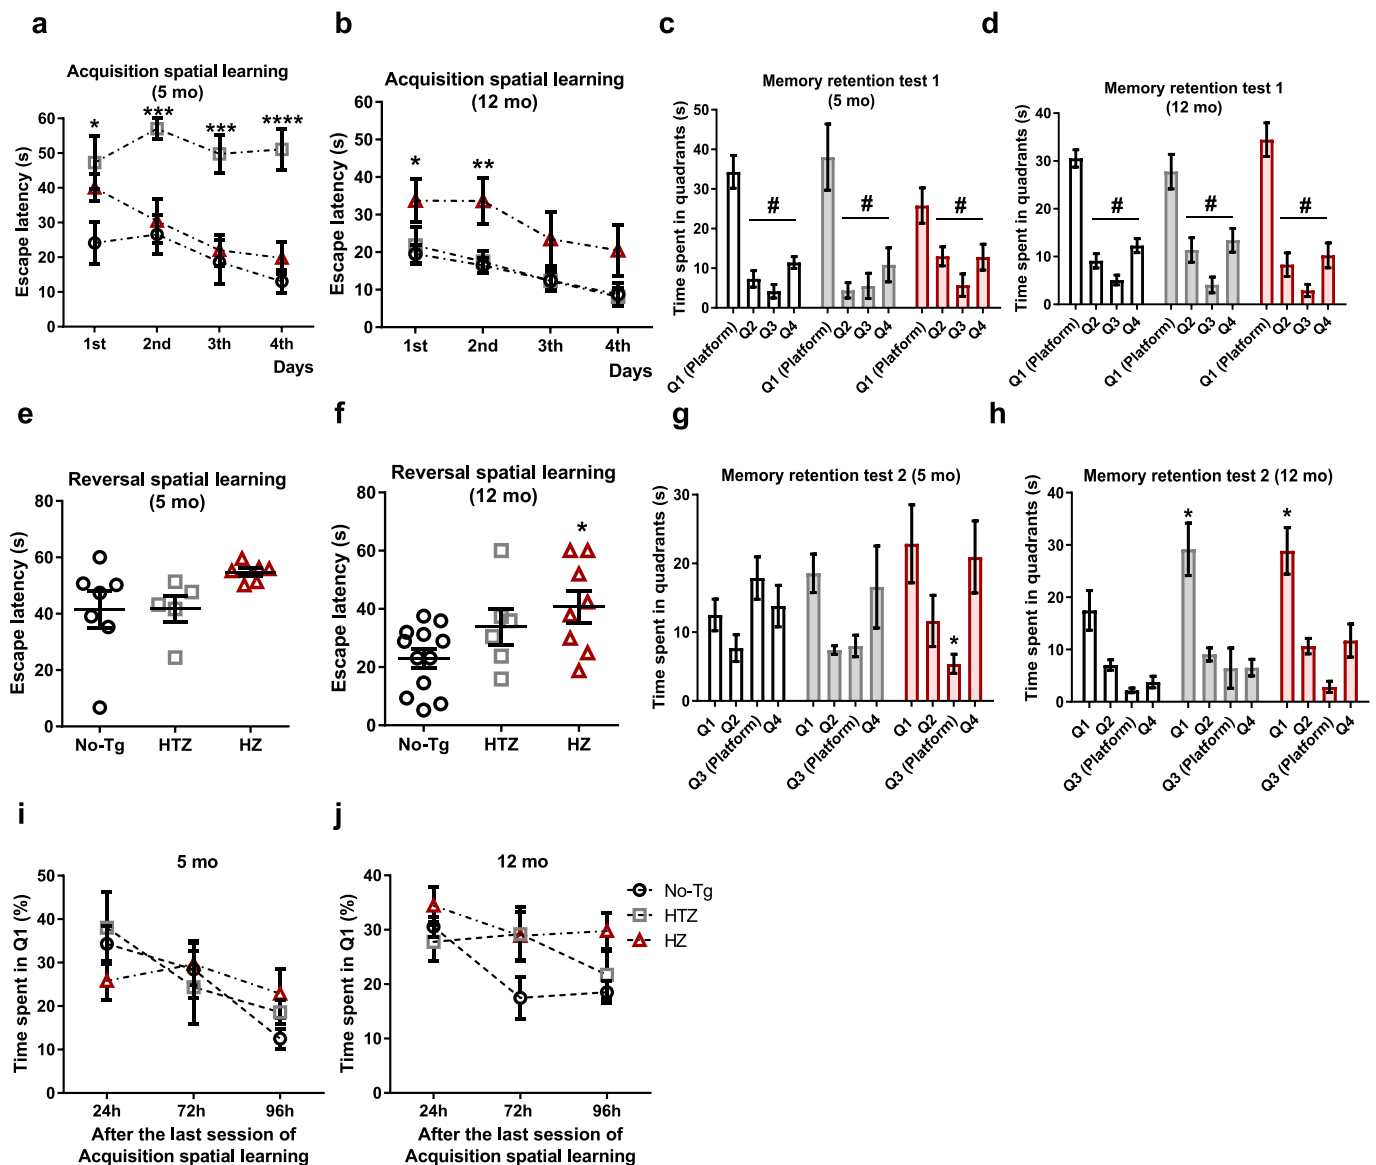 a
Acquisition spatial learning
(5 mo)
Escape latency (s)
60
50
40
30
20
10
0
*
***
***
****
1st
2nd
3th
4th
Days
b
Acquisition spatial learning
(12 mo)
Escape latency (s)
60
50
40
30
20
10
0
*
**
1st
2nd
3th
4th
Days
c
Memory retention test 1
(5 mo)
Time spent in quadrants (s)
50
40
30
20
10
0
#
#
#
Q1 (Platform)
Q2
Q3
Q4
Q1 (Platform)
Q2
Q3
Q4
Q1 (Platform)
Q2
Q3
Q4
d
Memory retention test 1
(12 mo)
Time spent in quadrants (s)
40
30
20
10
0
#
#
#
Q1 (Platform)
Q2
Q3
Q4
Q1 (Platform)
Q2
Q3
Q4
Q1 (Platform)
Q2
Q3
Q4
e
Reversal spatial learning
(5 mo)
Escape latency (s)
80
60
40
20
0
No-Tg
HTZ
HZ
f
Reversal spatial learning
(12 mo)
Escape latency (s)
80
60
40
20
0
*
No-Tg
HTZ
HZ
g
Memory retention test 2 (5 mo)
Time spent in quadrants (s)
30
20
10
0
*
Q1
Q2
Q3 (Platform)
Q4
Q1
Q2
Q3 (Platform)
Q4
Q1
Q2
Q3 (Platform)
Q4
h
Memory retention test 2 (12 mo)
Time spent in quadrants (s)
40
30
20
10
0
*
*
Q1
Q2
Q3 (Platform)
Q4
Q1
Q2
Q3 (Platform)
Q4
Q1
Q2
Q3 (Platform)
Q4
i
5 mo
Time spent in Q1 (%)
50
40
30
20
10
0
24h
72h
96h
After the last session of
Acquisition spatial learning
j
12 mo
Time spent in Q1 (%)
40
30
20
10
0
24h
72h
96h
After the last session of
Acquisition spatial learning
No-Tg
HTZ
HZ